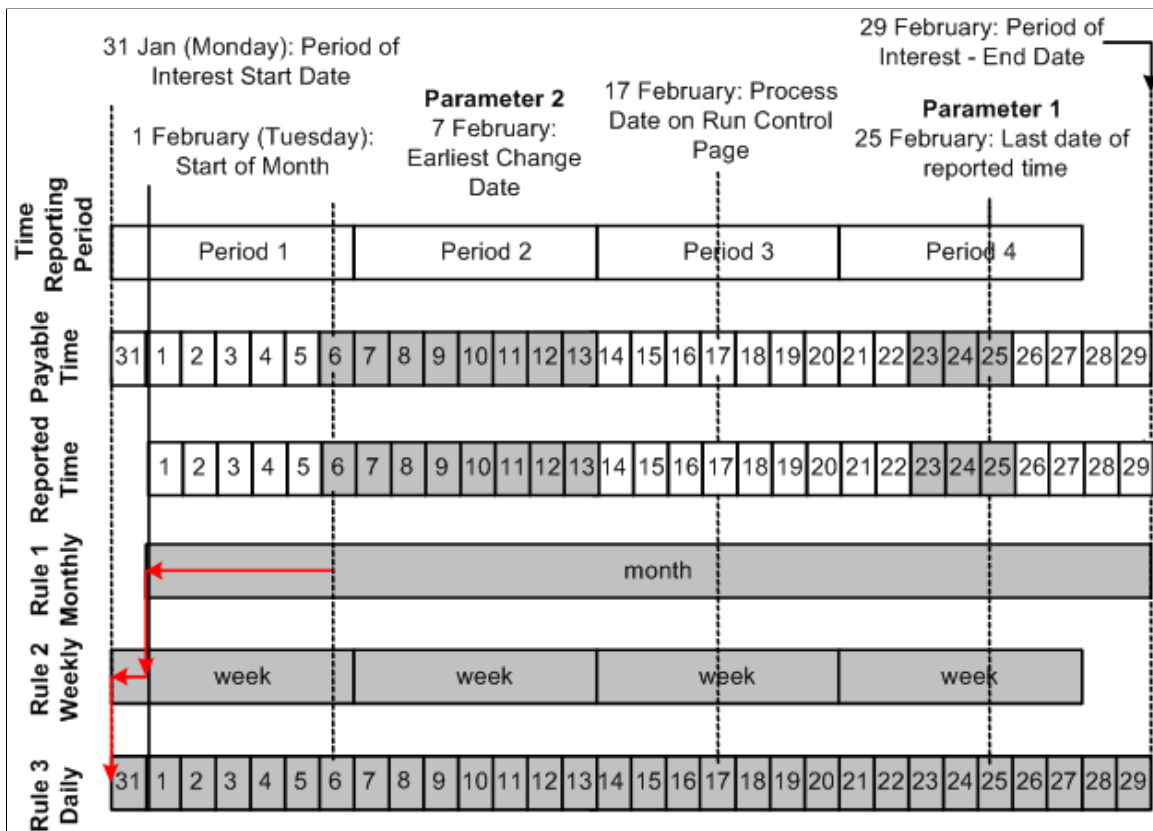 31 Jan (Monday): Period of
Interest Start Date
1 February (Tuesday):
Start of Month
Parameter 2
7 February:
Earliest Change
Date
17 February: Process
Date on Run Control
Page
29 February: Period of
Interest - End Date
Parameter 1
25 February: Last date of
reported time
Time
Reporting
Period
Period 1 Period 2 Period 3 Period 4
Payable
Time
31 1 2 3 4 5 6 7 8 9 10 11 12 13 14 15 16 17 18 19 20 21 22 23 24 25 26 27 28 29
Reported
Time
1 2 3 4 5 6 7 8 9 10 11 12 13 14 15 16 17 18 19 20 21 22 23 24 25 26 27 28 29
Rule 1
Monthly
month
Rule 2
Weekly
week week week week
Rule 3
Daily
31 1 2 3 4 5 6 7 8 9 10 11 12 13 14 15 16 17 18 19 20 21 22 23 24 25 26 27 28 29